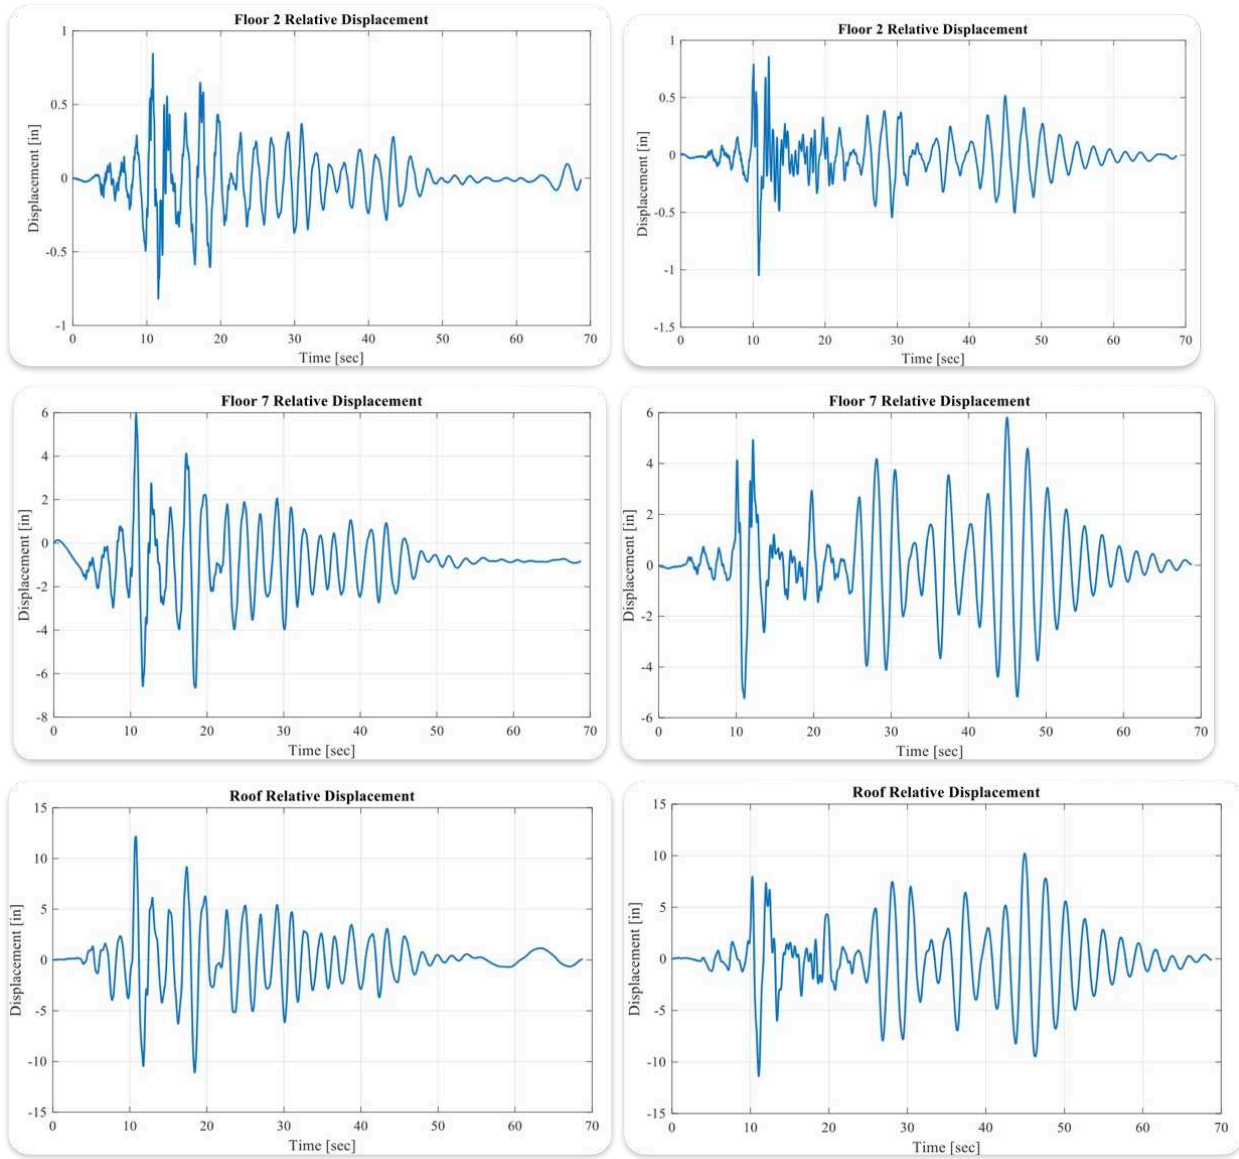 Floor 2 Relative Displacement
1
0.5
0
-0.5
-1
Displacement [in]
0 10 20 30 40 50 60 70
Time [sec]
Floor 2 Relative Displacement
1
0.5
0
-0.5
-1
-1.5
Displacement [in]
0 10 20 30 40 50 60 70
Time [sec]
Floor 7 Relative Displacement
6
4
2
0
-2
-4
-6
-8
Displacement [in]
0 10 20 30 40 50 60 70
Time [sec]
Floor 7 Relative Displacement
6
4
2
0
-2
-4
-6
Displacement [in]
0 10 20 30 40 50 60 70
Time [sec]
Roof Relative Displacement
15
10
5
0
-5
-10
-15
Displacement [in]
0 10 20 30 40 50 60 70
Time [sec]
Roof Relative Displacement
15
10
5
0
-5
-10
-15
Displacement [in]
0 10 20 30 40 50 60 70
Time [sec]